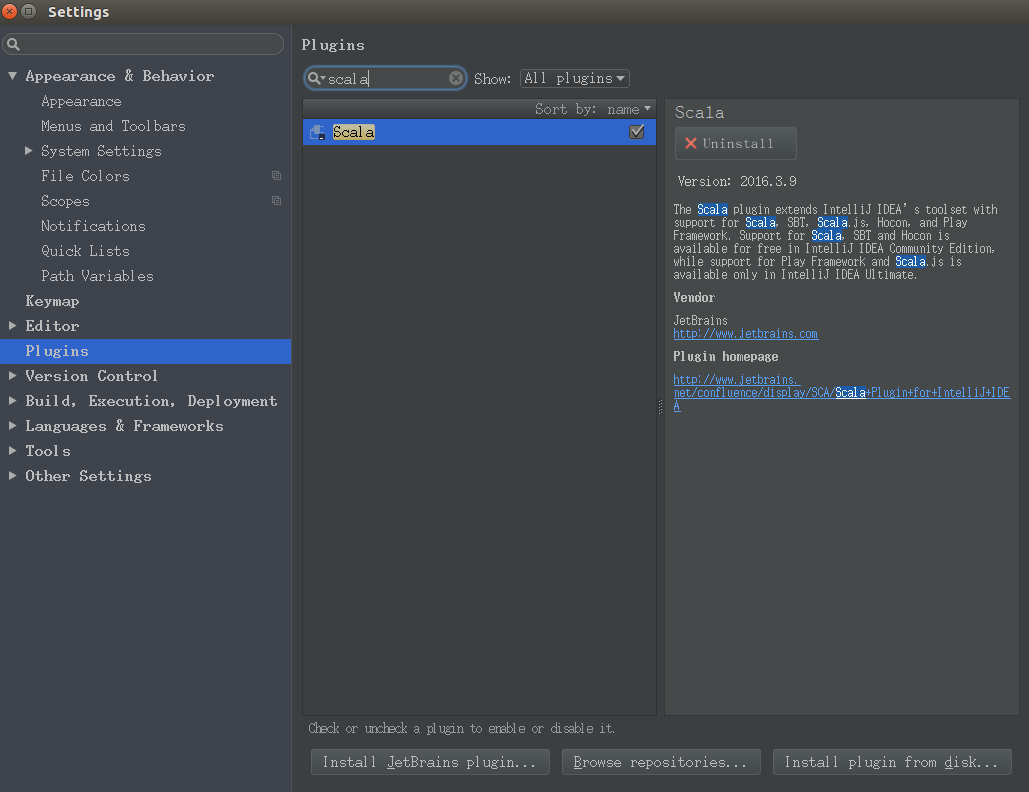 Settings
Plugins
scala
Show: All plugins
Appearance & Behavior
Appearance
Menus and Toolbars
System Settings
File Colors
Scopes
Notifications
Quick Lists
Path Variables
Keymap
Editor
Plugins
Version Control
Build, Execution, Deployment
Languages & Frameworks
Tools
Other Settings
Sort by: name
Scala
Scala
Uninstall
Version: 2016.3.9
The Scala plugin extends IntelliJ IDEA's toolset with
support for Scala, SBT, Scala.js, Hocon, and Play
Framework. Support for Scala, SBT and Hocon is
available for free in IntelliJ IDEA Community Edition,
while support for Play Framework and Scala.js is
available only in IntelliJ IDEA Ultimate.
Vendor
JetBrains
http://www.jetbrains.com
Plugin homepage
http://www.jetbrains.
net/confluence/display/SCA/Scala+Plugin+for+IntelliJ+IDE
A
Check or uncheck a plugin to enable or disable it.
Install JetBrains plugin...
Browse repositories...
Install plugin from disk...